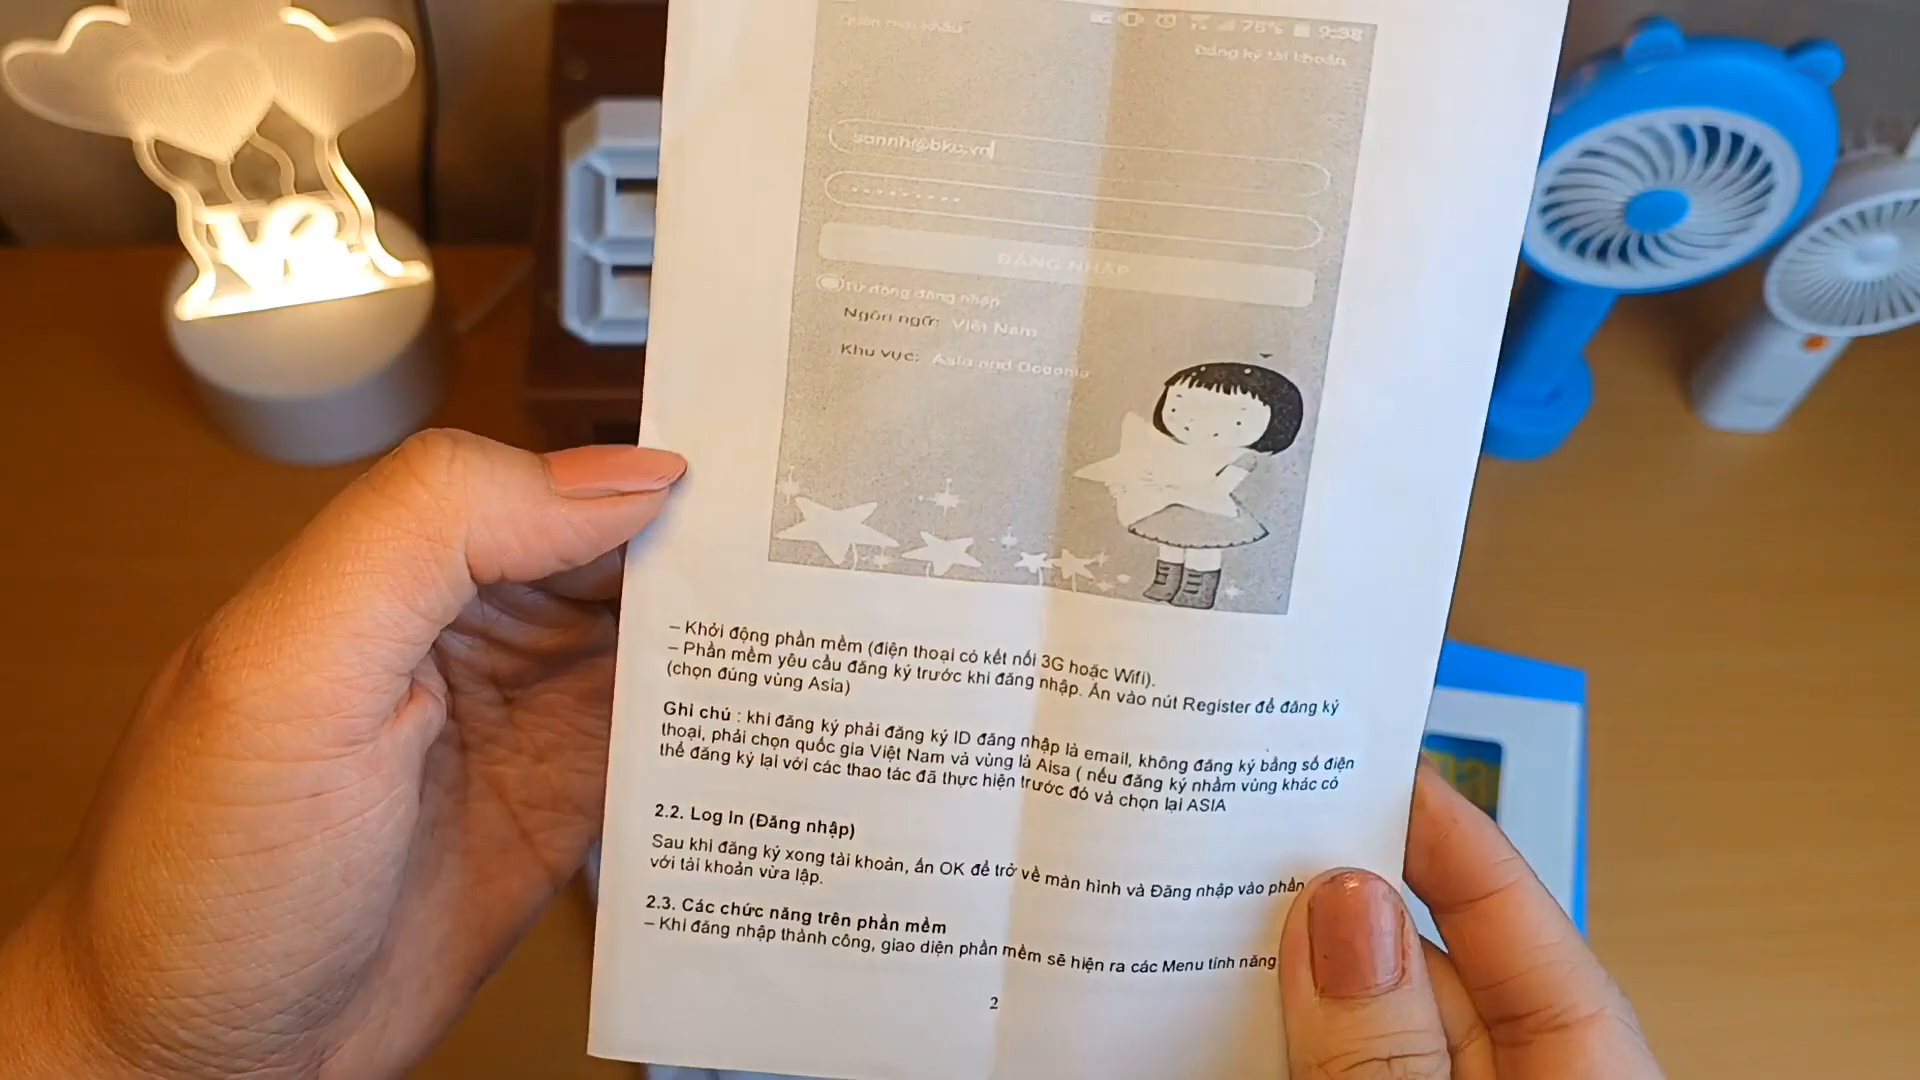 Quên mật khẩu
78% 9:38
Đăng ký tài khoản
sannh@bku.vn
ĐĂNG NHẬP
Tự động đăng nhập
Ngôn ngữ: Việt Nam
Khu vực: Asia and Oceania
– Khởi động phần mềm (điện thoại có kết nối 3G hoặc Wifi).
– Phần mềm yêu cầu đăng ký trước khi đăng nhập. Ấn vào nút Register để đăng ký
(chọn đúng vùng Asia)
Ghi chú : khi đăng ký phải đăng ký ID đăng nhập là email, không đăng ký bằng số điện
thoại, phải chọn quốc gia Việt Nam và vùng là Aisa ( nếu đăng ký nhầm vùng khác có
thể đăng ký lại với các thao tác đã thực hiện trước đó và chọn lại ASIA
2.2. Log In (Đăng nhập)
Sau khi đăng ký xong tài khoản, ấn OK để trở về màn hình và Đăng nhập vào phần
với tài khoản vừa lập.
2.3. Các chức năng trên phần mềm
– Khi đăng nhập thành công, giao diện phần mềm sẽ hiện ra các Menu tính năng
2